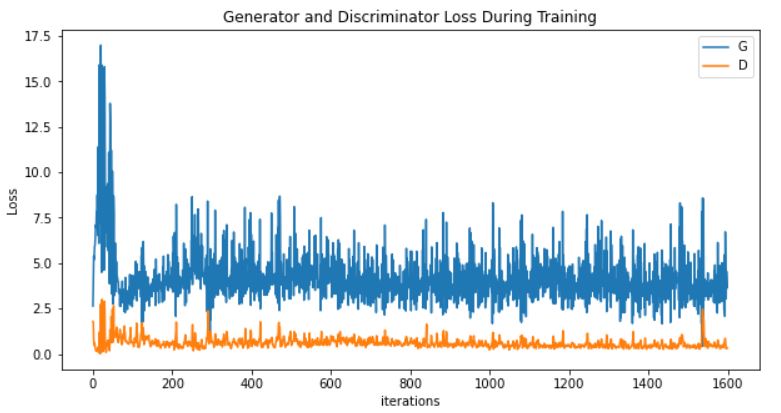 Generator and Discriminator Loss During Training
G
D
17.5
15.0
12.5
10.0
7.5
5.0
2.5
0.0
Loss
0 200 400 600 800 1000 1200 1400 1600
iterations